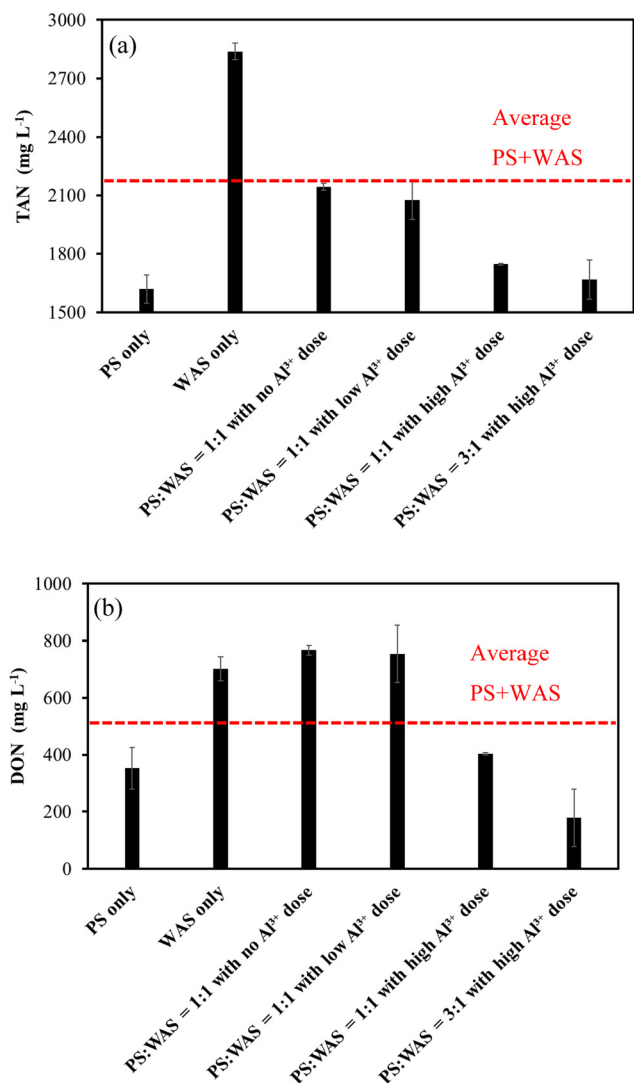 (a)
TAN (mg L⁻¹)
3000
2700
2400
2100
1800
1500
Average
PS+WAS
PS only
WAS only
PS:WAS = 1:1 with no Al³⁺ dose
PS:WAS = 1:1 with low Al³⁺ dose
PS:WAS = 1:1 with high Al³⁺ dose
PS:WAS = 3:1 with high Al³⁺ dose
(b)
DON (mg L⁻¹)
1000
800
600
400
200
0
Average
PS+WAS
PS only
WAS only
PS:WAS = 1:1 with no Al³⁺ dose
PS:WAS = 1:1 with low Al³⁺ dose
PS:WAS = 1:1 with high Al³⁺ dose
PS:WAS = 3:1 with high Al³⁺ dose